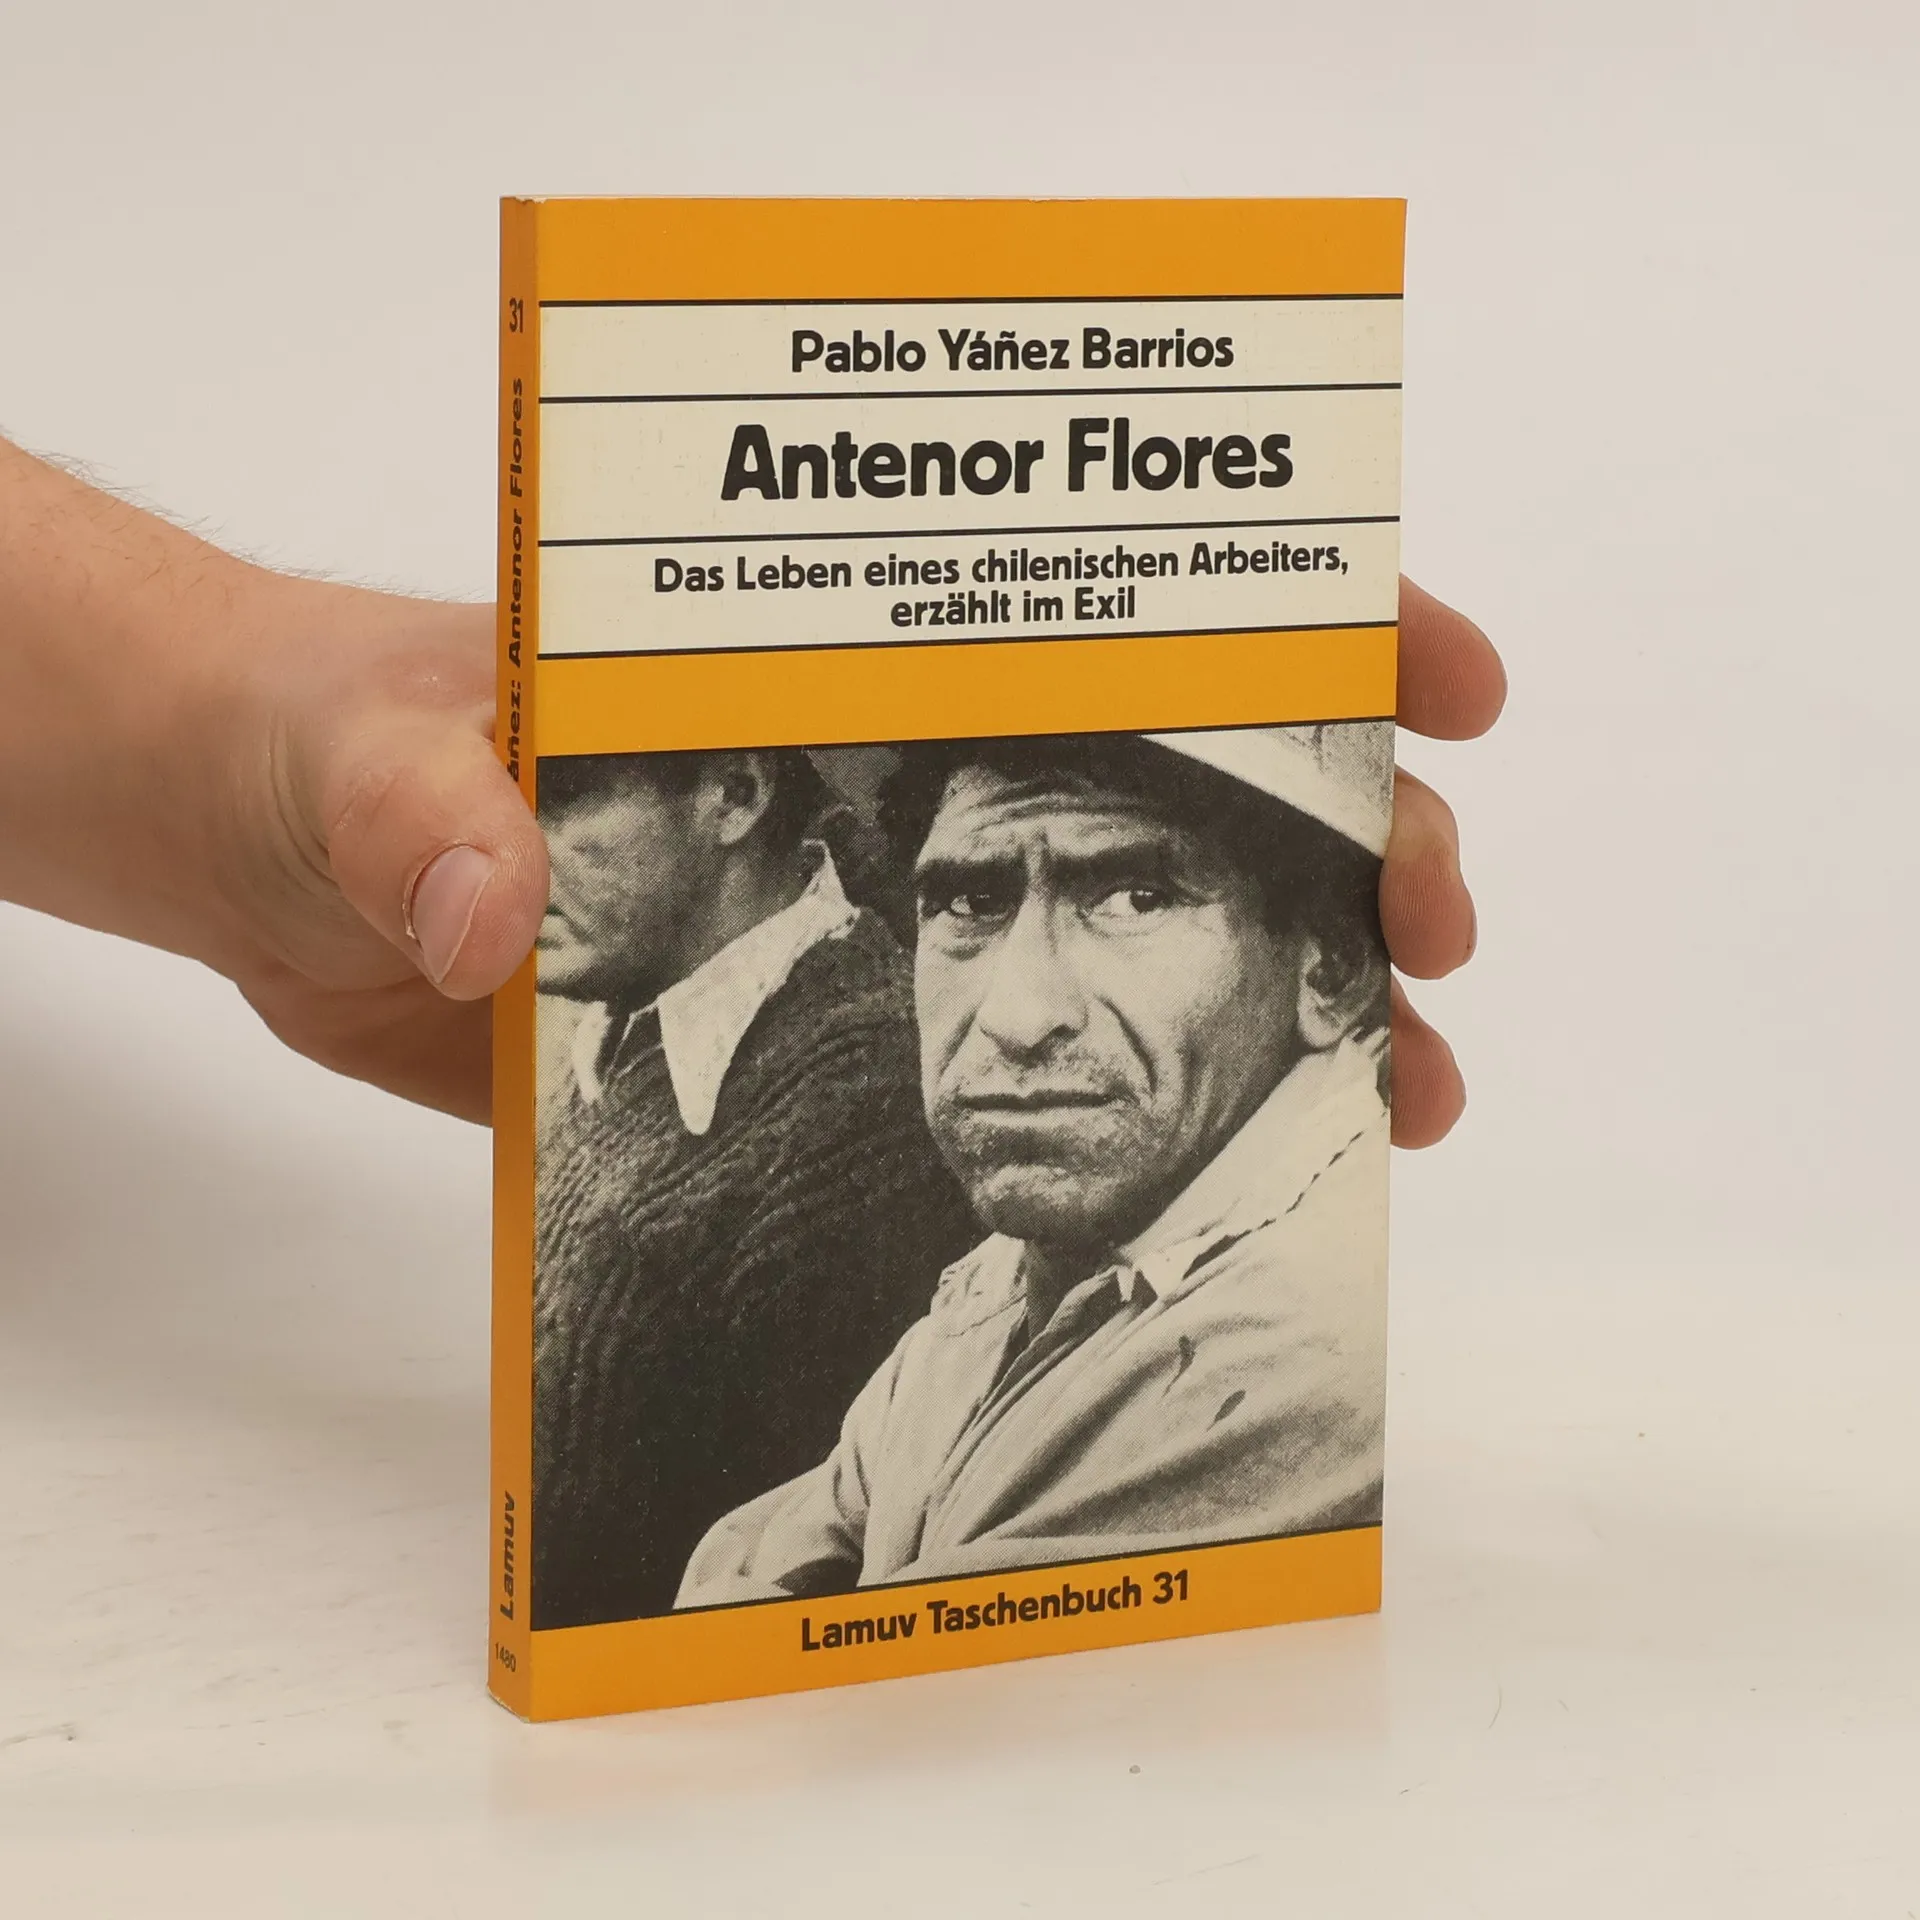 Pablo Yáñez Barrios
Antenor Flores
Das Leben eines chilenischen Arbeiters,
erzählt im Exil
Lamuv Taschenbuch 31
31
Antenor Flores
Lamuv
1480